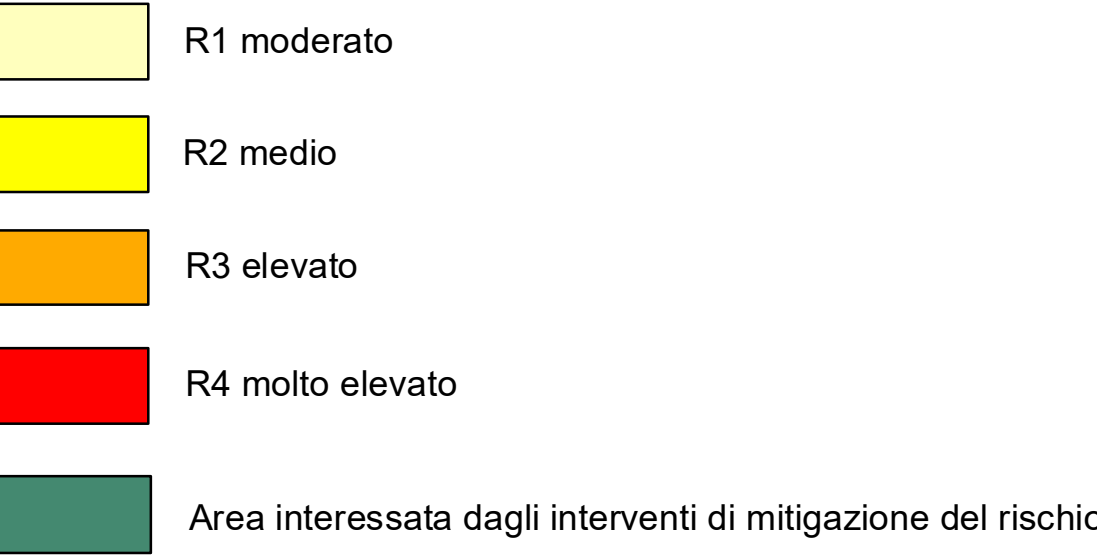 R1 moderato
R2 medio
R3 elevato
R4 molto elevato
Area interessata dagli interventi di mitigazione del rischio